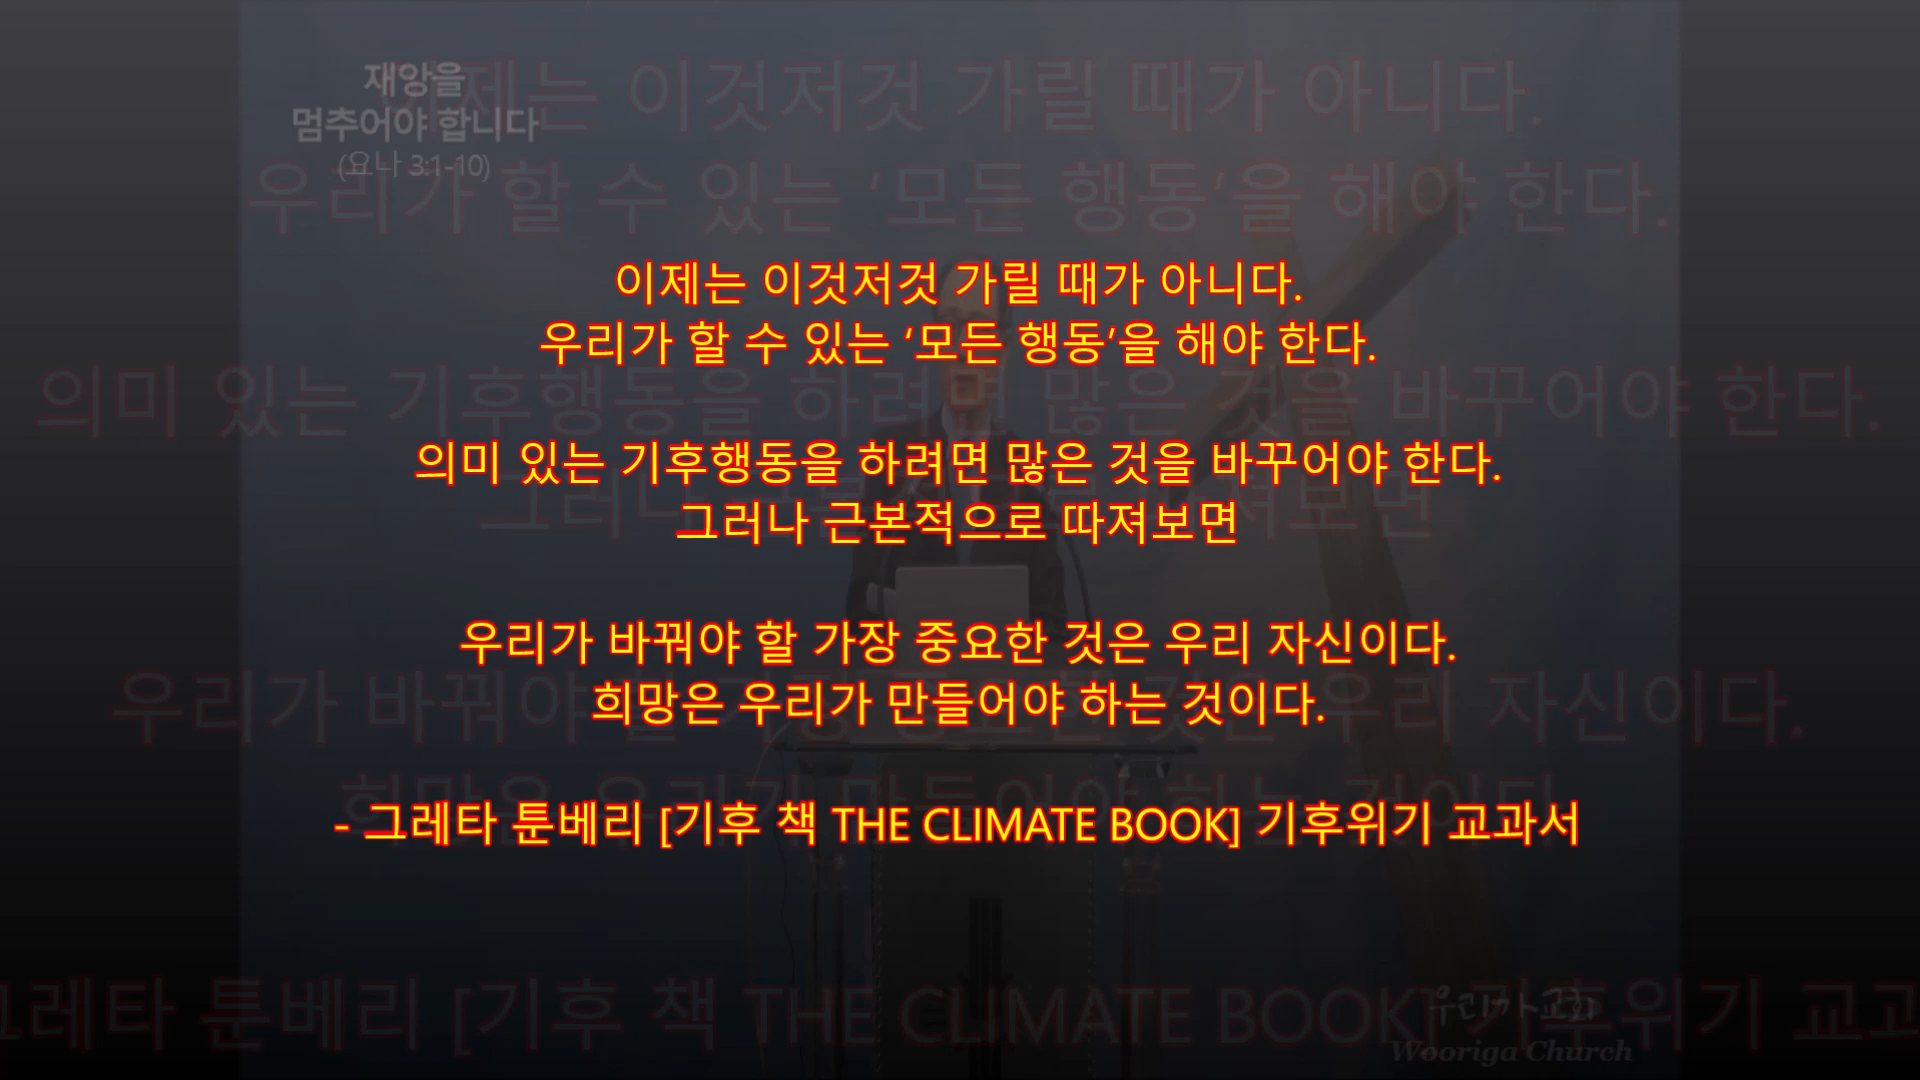 재앙을
멈추어야 합니다
(요나 3:1-10)
이제는 이것저것 가릴 때가 아니다.
우리가 할 수 있는 ‘모든 행동’을 해야 한다.
의미 있는 기후행동을 하려면 많은 것을 바꾸어야 한다.
그러나 근본적으로 따져보면
우리가 바꿔야 할 가장 중요한 것은 우리 자신이다.
희망은 우리가 만들어야 하는 것이다.
- 그레타 툰베리 [기후 책 THE CLIMATE BOOK] 기후위기 교과서
우리가교회
Wooriga Church